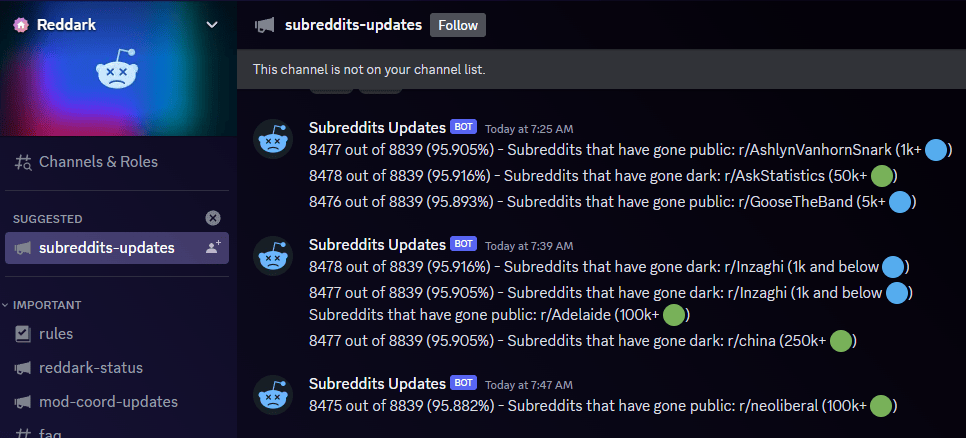 Reddark
Channels & Roles
SUGGESTED
subreddits-updates
IMPORTANT
rules
reddark-status
mod-coord-updates
faq
subreddits-updates Follow
This channel is not on your channel list.
Subreddits Updates BOT Today at 7:25 AM
8477 out of 8839 (95.905%) - Subreddits that have gone public: r/AshlynVanhornSnark (1k+ )
8478 out of 8839 (95.916%) - Subreddits that have gone dark: r/AskStatistics (50k+ )
8476 out of 8839 (95.893%) - Subreddits that have gone public: r/GooseTheBand (5k+ )
Subreddits Updates BOT Today at 7:39 AM
8478 out of 8839 (95.916%) - Subreddits that have gone dark: r/Inzaghi (1k and below )
8477 out of 8839 (95.905%) - Subreddits that have gone dark: r/Inzaghi (1k and below )
Subreddits that have gone public: r/Adelaide (100k+ )
8477 out of 8839 (95.905%) - Subreddits that have gone dark: r/china (250k+ )
Subreddits Updates BOT Today at 7:47 AM
8475 out of 8839 (95.882%) - Subreddits that have gone public: r/neoliberal (100k+ )